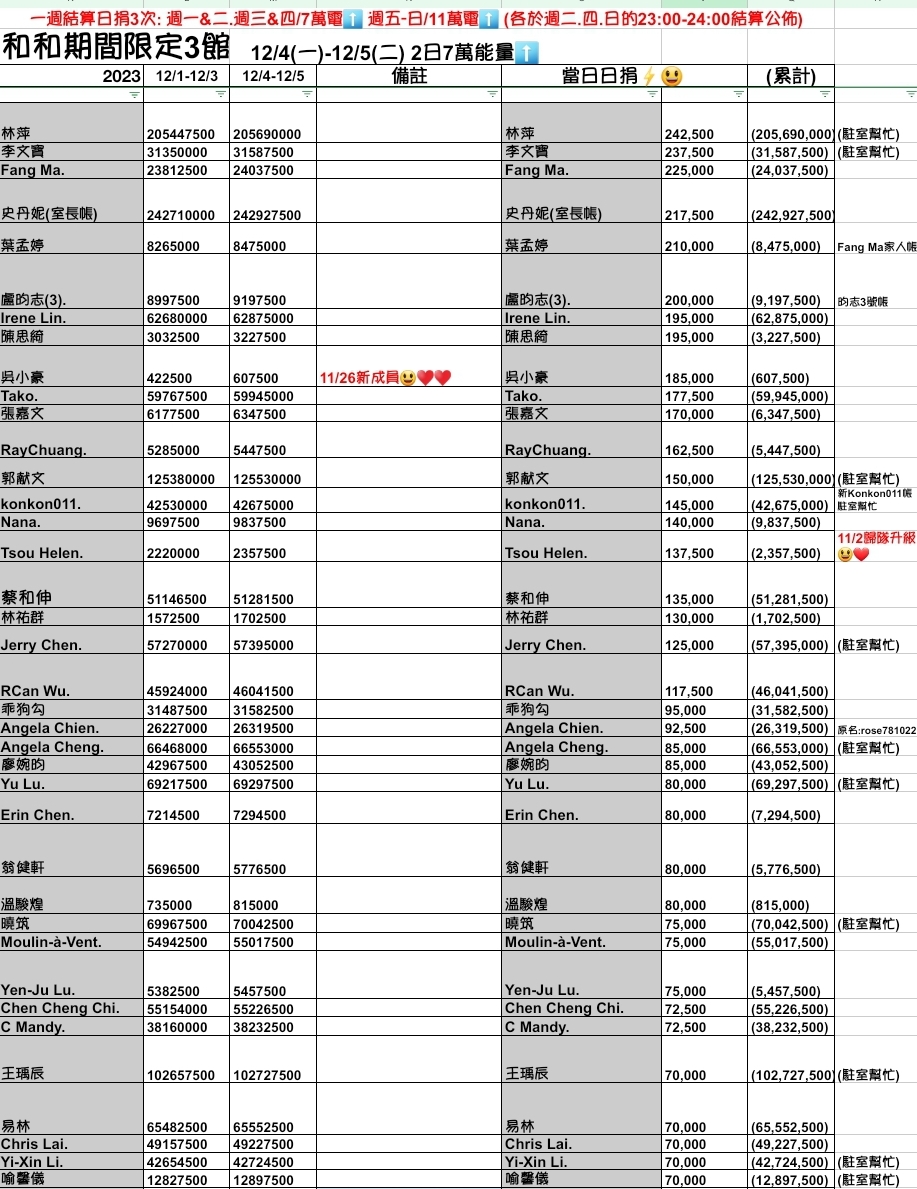 一週結算日捐3次: 週一&二.週三&四/7萬電⬆️ 週五-日/11萬電⬆️ (各於週二.四.日的23:00-24:00結算公佈)
和和期間限定3館 12/4(一)-12/5(二) 2日7萬能量⬆️
2023 12/1-12/3 12/4-12/5 備註 當日日捐⚡😃 (累計)
林萍 205447500 205690000 林萍 242,500 (205,690,000) (駐室幫忙)
李文寶 31350000 31587500 李文寶 237,500 (31,587,500) (駐室幫忙)
Fang Ma. 23812500 24037500 Fang Ma. 225,000 (24,037,500)
史丹妮(室長帳) 242710000 242927500 史丹妮(室長帳) 217,500 (242,927,500)
葉孟婷 8265000 8475000 葉孟婷 210,000 (8,475,000) Fang Ma家人帳
盧昀志(3). 8997500 9197500 盧昀志(3). 200,000 (9,197,500) 昀志3號帳
Irene Lin. 62680000 62875000 Irene Lin. 195,000 (62,875,000)
陳思綺 3032500 3227500 陳思綺 195,000 (3,227,500)
吳小豪 422500 607500 11/26新成員😃❤️❤️ 吳小豪 185,000 (607,500)
Tako. 59767500 59945000 Tako. 177,500 (59,945,000)
張嘉文 6177500 6347500 張嘉文 170,000 (6,347,500)
RayChuang. 5285000 5447500 RayChuang. 162,500 (5,447,500)
郭献文 125380000 125530000 郭献文 150,000 (125,530,000) (駐室幫忙)
konkon011. 42530000 42675000 konkon011. 145,000 (42,675,000) 新Konkon011帳
駐室幫忙
Nana. 9697500 9837500 Nana. 140,000 (9,837,500)
Tsou Helen. 2220000 2357500 Tsou Helen. 137,500 (2,357,500) 11/2歸隊升級
😃❤️
蔡和伸 51146500 51281500 蔡和伸 135,000 (51,281,500)
林祐群 1572500 1702500 林祐群 130,000 (1,702,500)
Jerry Chen. 57270000 57395000 Jerry Chen. 125,000 (57,395,000) (駐室幫忙)
RCan Wu. 45924000 46041500 RCan Wu. 117,500 (46,041,500)
乖狗勾 31487500 31582500 乖狗勾 95,000 (31,582,500)
Angela Chien. 26227000 26319500 Angela Chien. 92,500 (26,319,500) 原名:rose781022
Angela Cheng. 66468000 66553000 Angela Cheng. 85,000 (66,553,000) (駐室幫忙)
廖婉昀 42967500 43052500 廖婉昀 85,000 (43,052,500)
Yu Lu. 69217500 69297500 Yu Lu. 80,000 (69,297,500) (駐室幫忙)
Erin Chen. 7214500 7294500 Erin Chen. 80,000 (7,294,500)
翁健軒 5696500 5776500 翁健軒 80,000 (5,776,500)
溫駿煌 735000 815000 溫駿煌 80,000 (815,000)
曉筑 69967500 70042500 曉筑 75,000 (70,042,500) (駐室幫忙)
Moulin-à-Vent. 54942500 55017500 Moulin-à-Vent. 75,000 (55,017,500)
Yen-Ju Lu. 5382500 5457500 Yen-Ju Lu. 75,000 (5,457,500)
Chen Cheng Chi. 55154000 55226500 Chen Cheng Chi. 72,500 (55,226,500)
C Mandy. 38160000 38232500 C Mandy. 72,500 (38,232,500)
王瑀辰 102657500 102727500 王瑀辰 70,000 (102,727,500) (駐室幫忙)
易林 65482500 65552500 易林 70,000 (65,552,500)
Chris Lai. 49157500 49227500 Chris Lai. 70,000 (49,227,500)
Yi-Xin Li. 42654500 42724500 Yi-Xin Li. 70,000 (42,724,500) (駐室幫忙)
喻馨儀 12827500 12897500 喻馨儀 70,000 (12,897,500) (駐室幫忙)